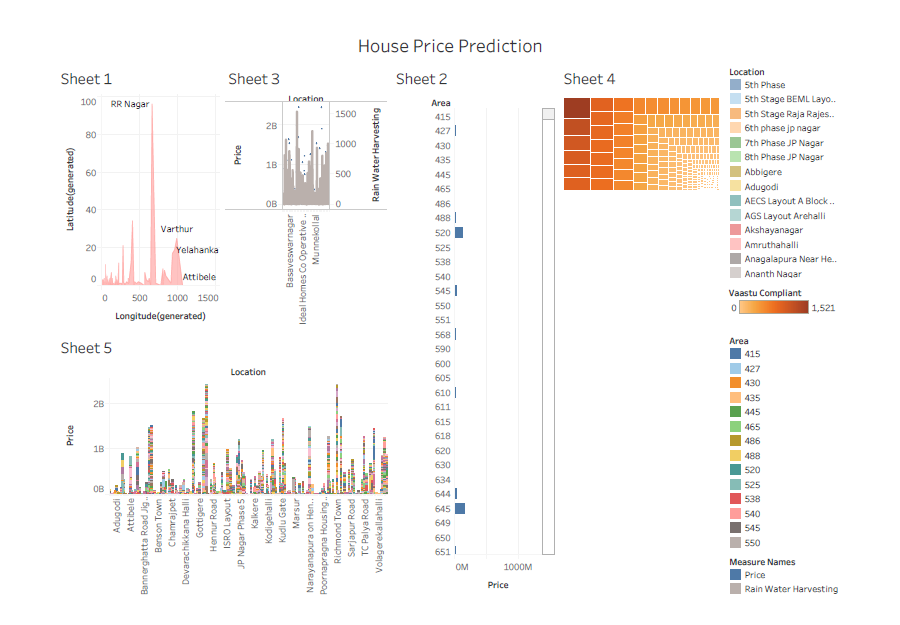 House Price Prediction
Sheet 1
RR Nagar
Varthur
Yelahanka
Attibele
Latitude(generated)
100
80
60
40
20
0
0 500 1000 1500
Longitude(generated)
Sheet 3
Location
Price
2B
1B
0B
Rain Water Harvesting
1500
1000
500
0
Basaveswarnagar
Ideal Homes Co Operative ..
Munnekollal
Sheet 2
Area
415
427
430
435
445
465
486
488
520
525
538
540
545
550
551
568
590
600
605
610
611
615
618
620
630
634
644
645
649
650
651
0M 1000M
Price
Sheet 4
Sheet 5
Location
Price
2B
1B
0B
Adugodi
Attibele
Bannerghatta Road Jig..
Benson Town
Chamrajpet
Devarachikkana Halli
Gottigere
Hennur Road
ISRO Layout
JP Nagar Phase 5
Kalkere
Kodigehalli
Kudlu Gate
Marsur
Narayanapura on Hen..
Poornapragna Housing..
Richmond Town
Sarjapur Road
TC Palya Road
Volagerekallahalli
Location
5th Phase
5th Stage BEML Layo..
5th Stage Raja Rajes..
6th phase jp nagar
7th Phase JP Nagar
8th Phase JP Nagar
Abbigere
Adugodi
AECS Layout A Block ..
AGS Layout Arehalli
Akshayanagar
Amruthahalli
Anagalapura Near He..
Ananth Nagar
Vaastu Compliant
0 1,521
Area
415
427
430
435
445
465
486
488
520
525
538
540
545
550
Measure Names
Price
Rain Water Harvesting